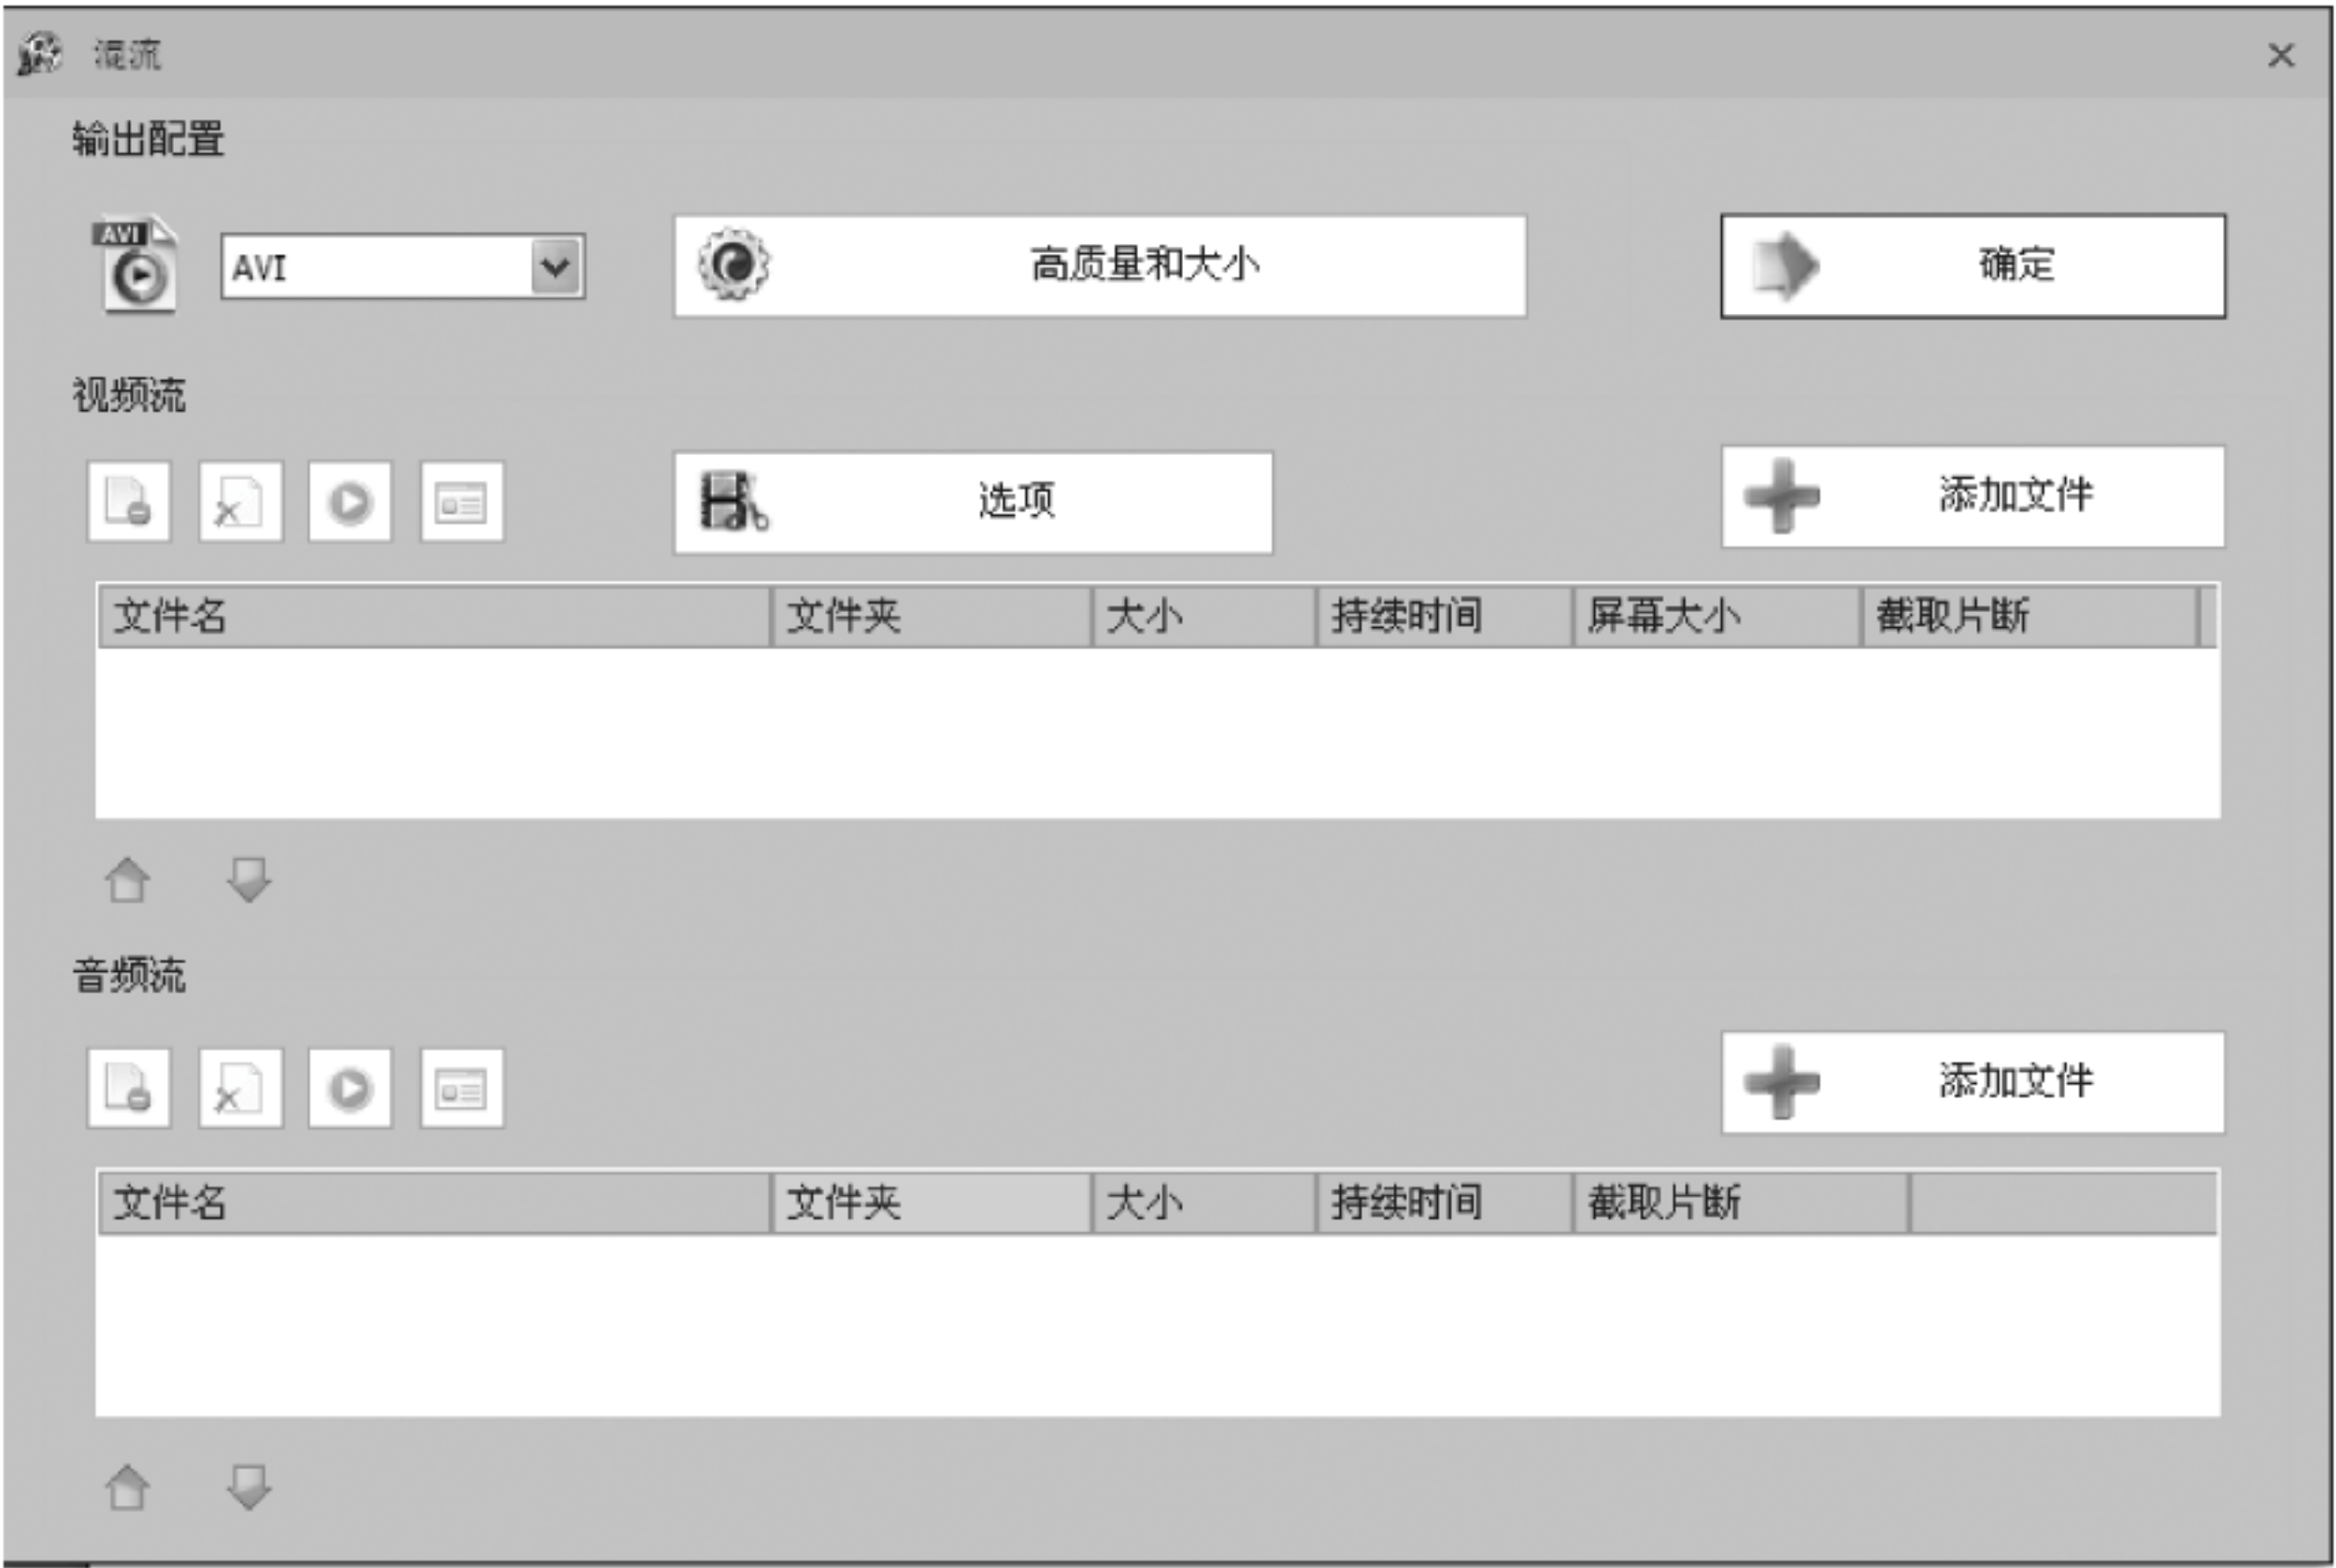 混流
输出配置
AVI
AVI
高质量和大小
确定
视频流
选项
添加文件
文件名 文件夹 大小 持续时间 屏幕大小 截取片断
音频流
添加文件
文件名 文件夹 大小 持续时间 截取片断